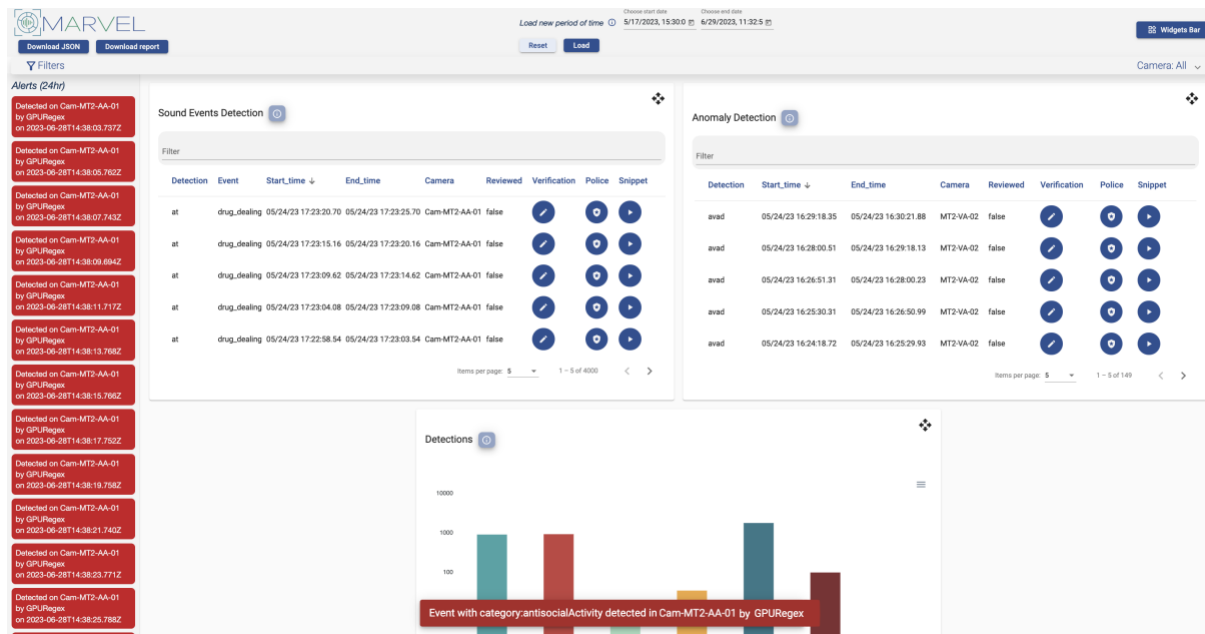 MARVEL
Download JSON Download report
Load new period of time
Choose start date
5/17/2023, 15:30:0
Choose end date
6/29/2023, 11:32:5
Reset Load
Widgets Bar
Filters
Camera: All
Alerts (24hr)
Detected on Cam-MT2-AA-01
by GPURegex
on 2023-06-28T14:38:03.737Z
Detected on Cam-MT2-AA-01
by GPURegex
on 2023-06-28T14:38:05.762Z
Detected on Cam-MT2-AA-01
by GPURegex
on 2023-06-28T14:38:07.743Z
Detected on Cam-MT2-AA-01
by GPURegex
on 2023-06-28T14:38:09.694Z
Detected on Cam-MT2-AA-01
by GPURegex
on 2023-06-28T14:38:11.717Z
Detected on Cam-MT2-AA-01
by GPURegex
on 2023-06-28T14:38:13.768Z
Detected on Cam-MT2-AA-01
by GPURegex
on 2023-06-28T14:38:15.766Z
Detected on Cam-MT2-AA-01
by GPURegex
on 2023-06-28T14:38:17.752Z
Detected on Cam-MT2-AA-01
by GPURegex
on 2023-06-28T14:38:19.758Z
Detected on Cam-MT2-AA-01
by GPURegex
on 2023-06-28T14:38:21.740Z
Detected on Cam-MT2-AA-01
by GPURegex
on 2023-06-28T14:38:23.771Z
Detected on Cam-MT2-AA-01
by GPURegex
on 2023-06-28T14:38:25.788Z
Sound Events Detection
Filter
Detection Event Start_time End_time Camera Reviewed Verification Police Snippet
at drug_dealing 05/24/23 17:23:20.70 05/24/23 17:23:25.70 Cam-MT2-AA-01 false
at drug_dealing 05/24/23 17:23:15.16 05/24/23 17:23:20.16 Cam-MT2-AA-01 false
at drug_dealing 05/24/23 17:23:09.62 05/24/23 17:23:14.62 Cam-MT2-AA-01 false
at drug_dealing 05/24/23 17:23:04.08 05/24/23 17:23:09.08 Cam-MT2-AA-01 false
at drug_dealing 05/24/23 17:22:58.54 05/24/23 17:23:03.54 Cam-MT2-AA-01 false
Items per page: 5 1 – 5 of 4000
Anomaly Detection
Filter
Detection Start_time End_time Camera Reviewed Verification Police Snippet
avad 05/24/23 16:29:18.35 05/24/23 16:30:21.88 MT2-VA-02 false
avad 05/24/23 16:28:00.51 05/24/23 16:29:18.13 MT2-VA-02 false
avad 05/24/23 16:26:51.31 05/24/23 16:28:00.23 MT2-VA-02 false
avad 05/24/23 16:25:30.31 05/24/23 16:26:50.99 MT2-VA-02 false
avad 05/24/23 16:24:18.72 05/24/23 16:25:29.93 MT2-VA-02 false
Items per page: 5 1 – 5 of 149
Detections
10000
1000
100
Event with category:antisocialActivity detected in Cam-MT2-AA-01 by GPURegex